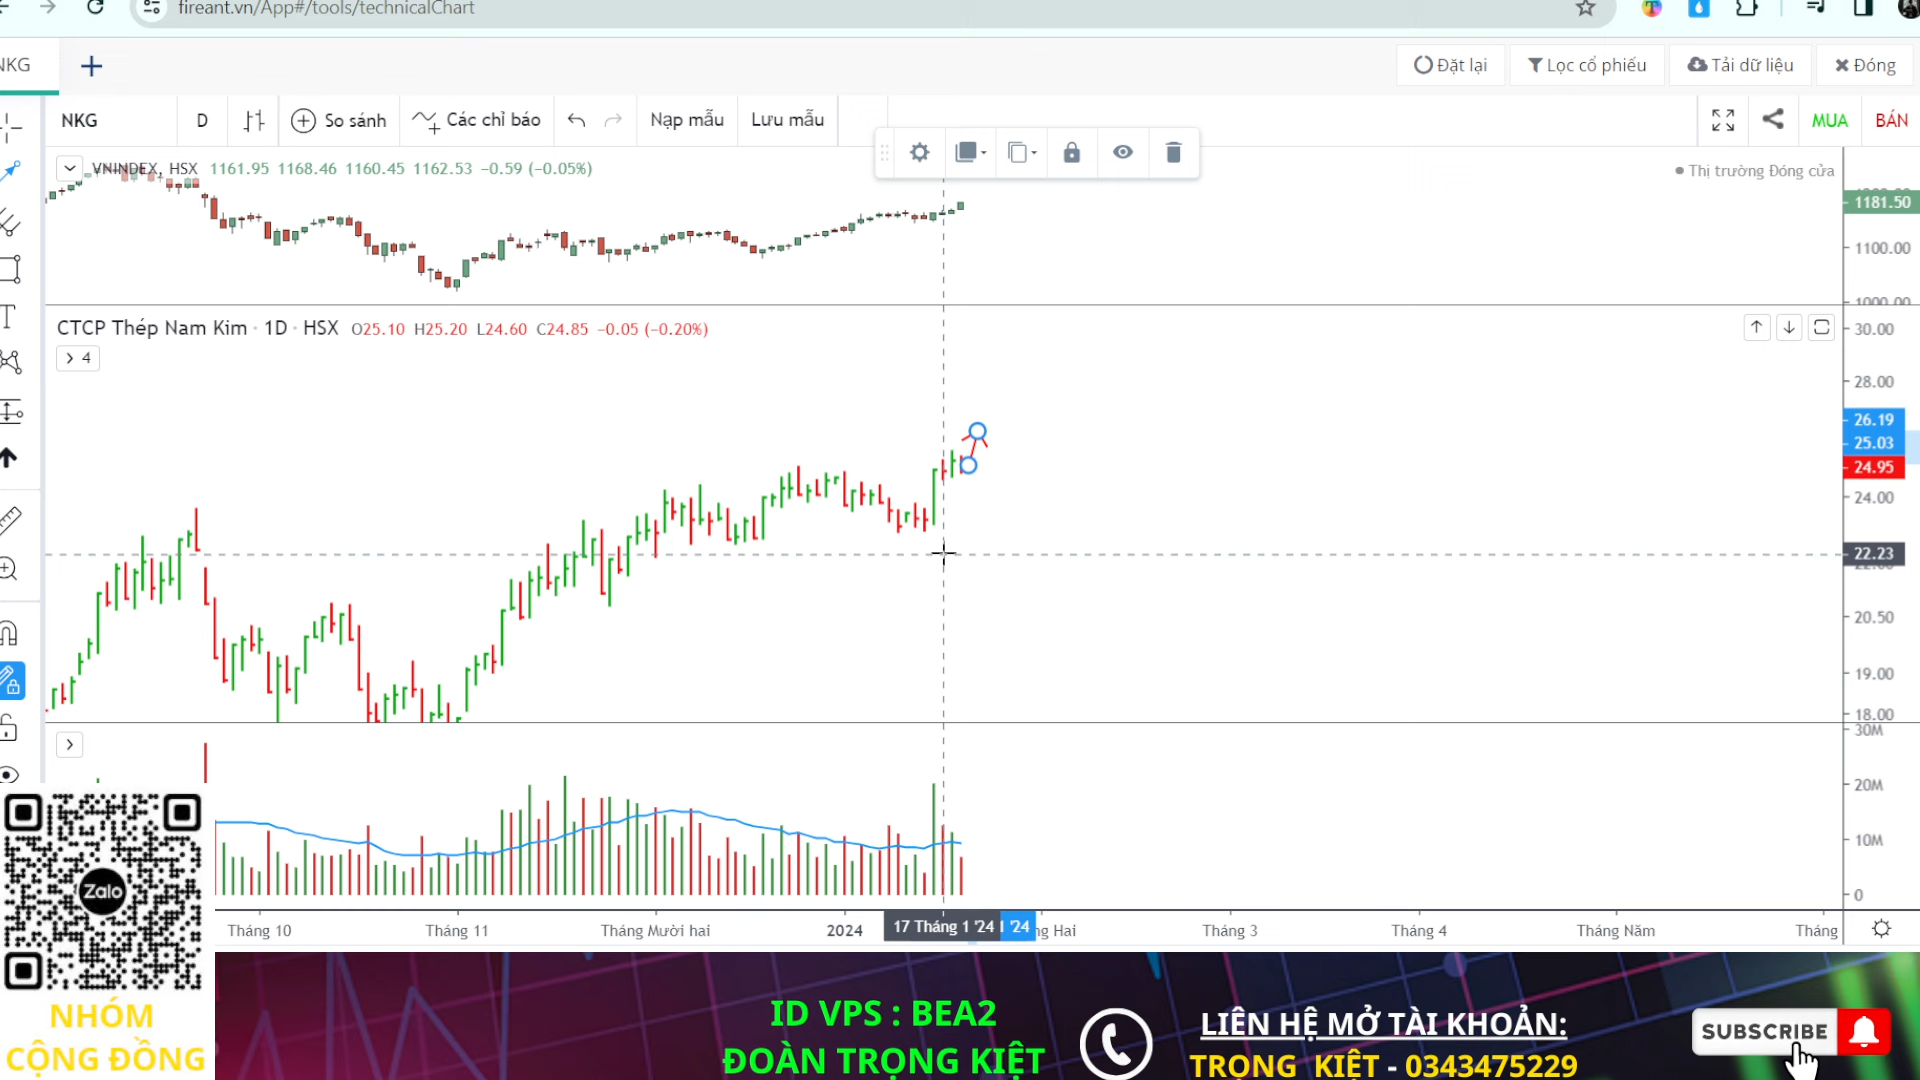 fireant.vn/App#/tools/technicalChart
NKG
Đặt lại
Lọc cổ phiếu
Tải dữ liệu
Đóng
NKG D So sánh Các chỉ báo Nạp mẫu Lưu mẫu MUA BÁN
VNINDEX, HSX 1161.95 1168.46 1160.45 1162.53 −0.59 (−0.05%)
Thị trường Đóng cửa
1181.50
1100.00
1000.00
CTCP Thép Nam Kim · 1D · HSX O25.10 H25.20 L24.60 C24.85 −0.05 (−0.20%)
4
30.00
28.00
26.19
25.03
24.95
24.00
22.23
20.50
19.00
18.00
30M
20M
10M
0
Tháng 10 Tháng 11 Tháng Mười hai 2024 17 Tháng 1 '24 Tháng 3 Tháng 4 Tháng Năm Tháng
Zalo
NHÓM
CỘNG ĐỒNG
ID VPS : BEA2
ĐOÀN TRỌNG KIỆT
LIÊN HỆ MỞ TÀI KHOẢN:
TRỌNG KIỆT - 0343475229
SUBSCRIBE